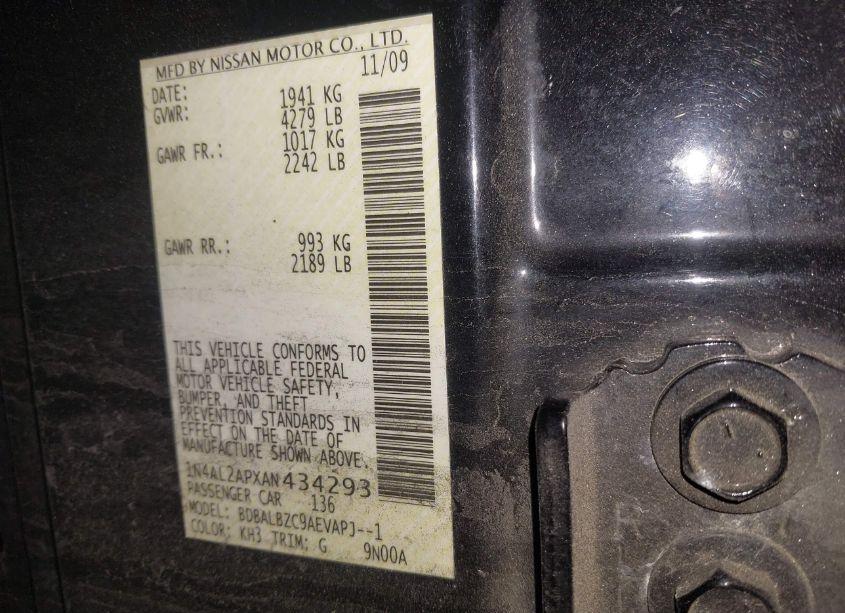 MFD BY NISSAN MOTOR CO., LTD.
DATE: 11/09
GVWR: 1941 KG
4279 LB
GAWR FR.: 1017 KG
2242 LB
GAWR RR.: 993 KG
2189 LB
THIS VEHICLE CONFORMS TO
ALL APPLICABLE FEDERAL
MOTOR VEHICLE SAFETY,
BUMPER, AND THEFT
PREVENTION STANDARDS IN
EFFECT ON THE DATE OF
MANUFACTURE SHOWN ABOVE.
1N4AL2APXAN434293
PASSENGER CAR 136
MODEL: BDBALBZC9AEVAPJ--1
COLOR: KH3 TRIM: G 9N00A